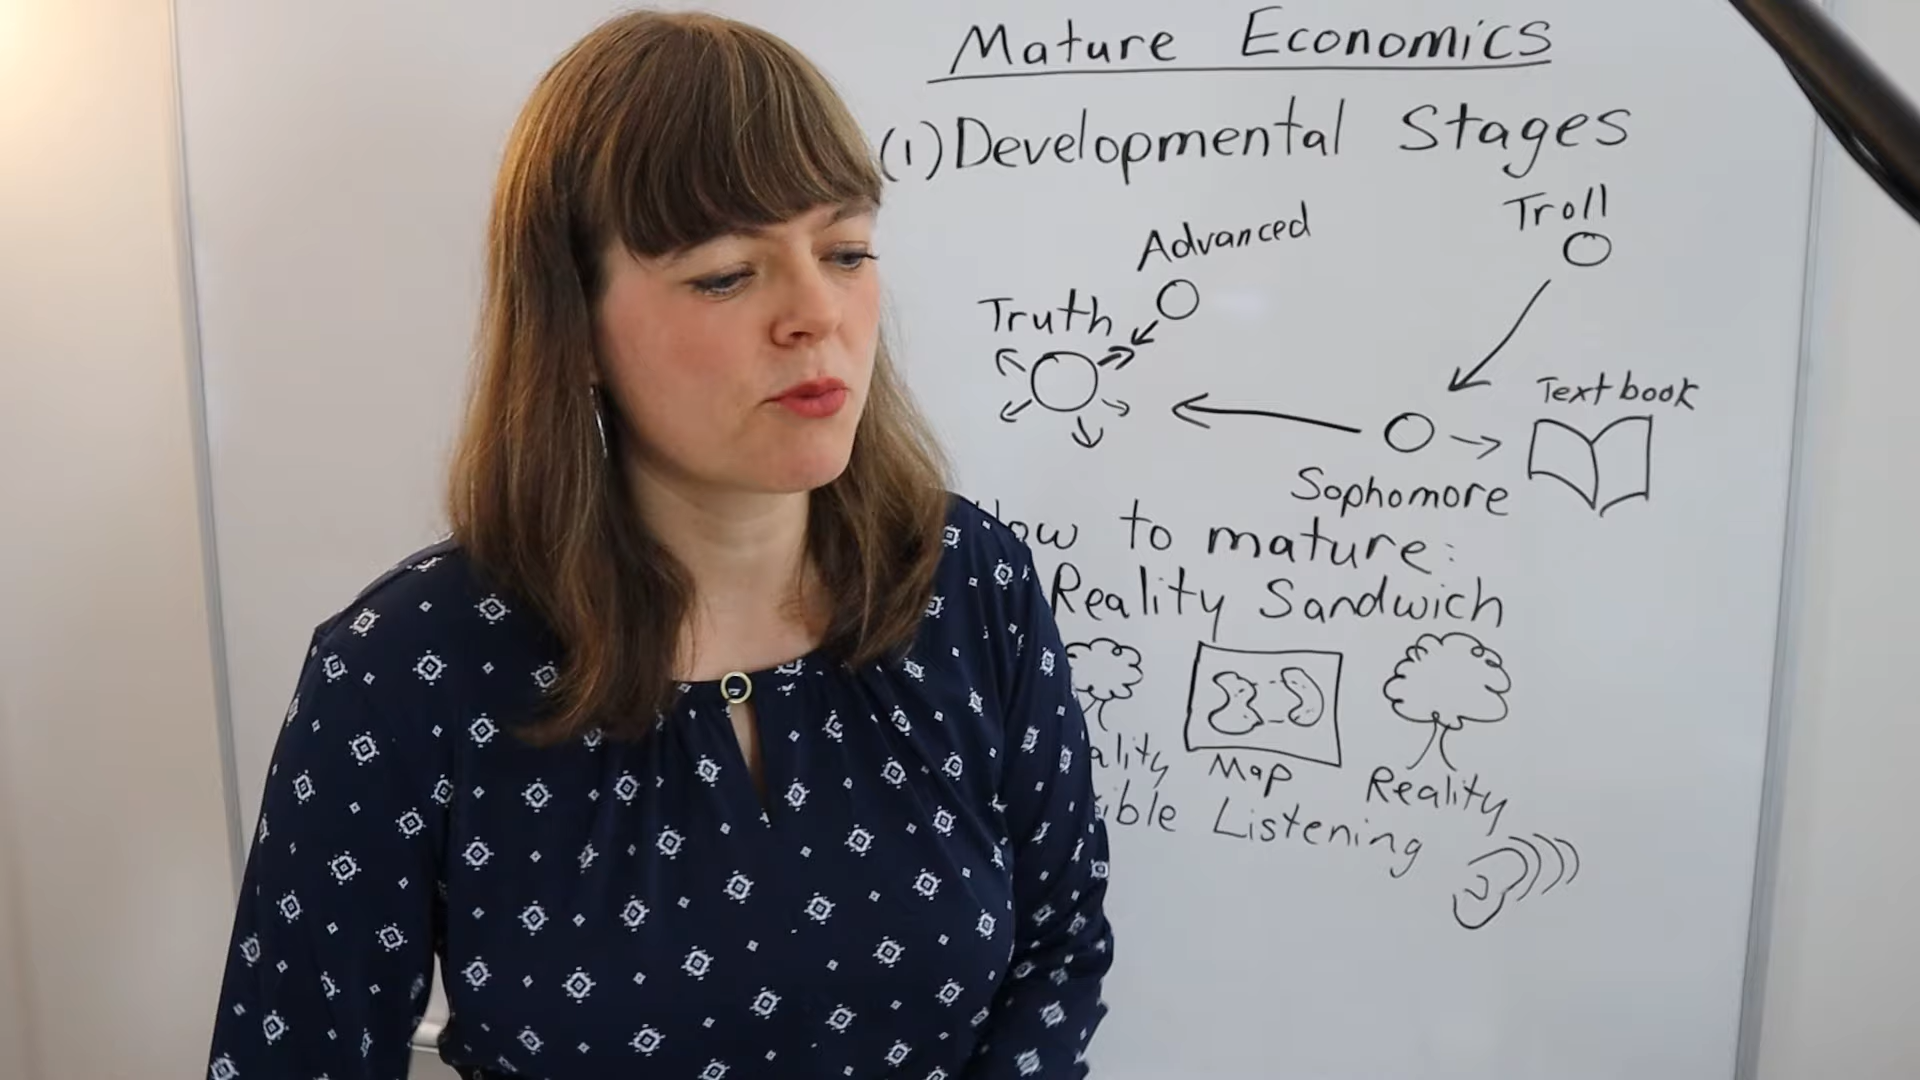 Mature Economics
(1) Developmental Stages
Troll
Advanced
Truth
Textbook
Sophomore
to mature:
Reality Sandwich
Map
Reality
Listening